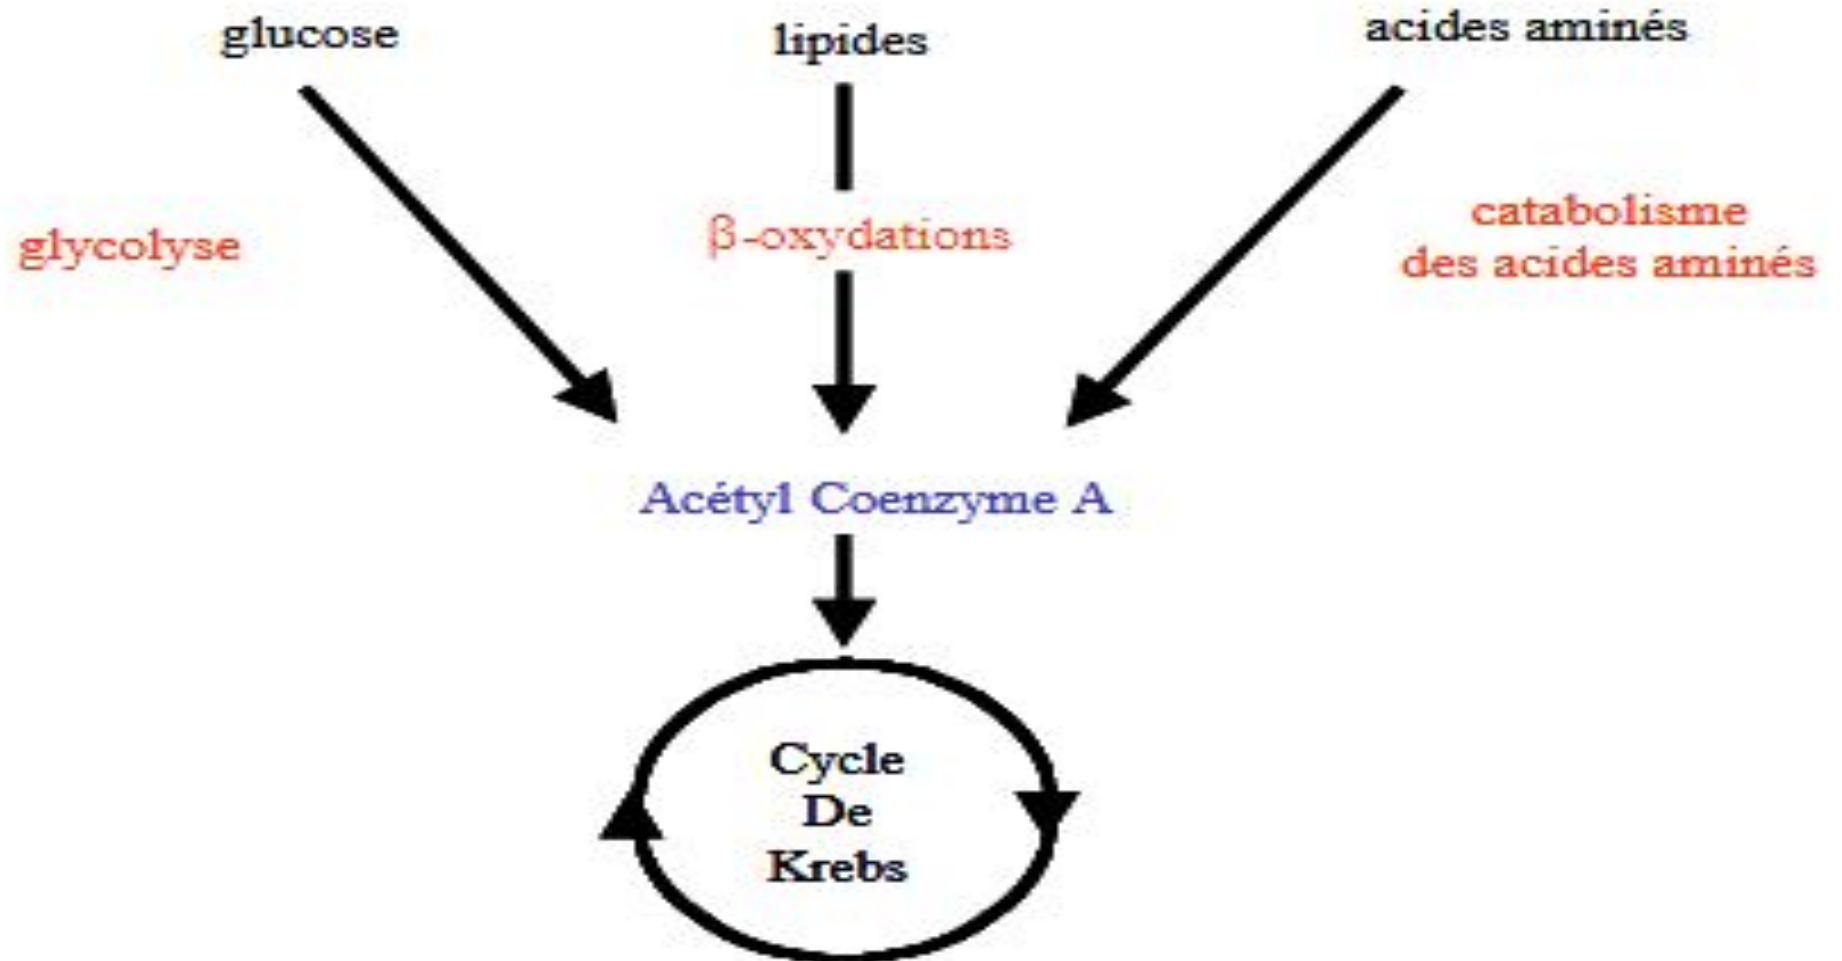 glucose
lipides
acides aminés
glycolyse
β-oxydations
catabolisme
des acides aminés
Acétyl Coenzyme A
Cycle
De
Krebs